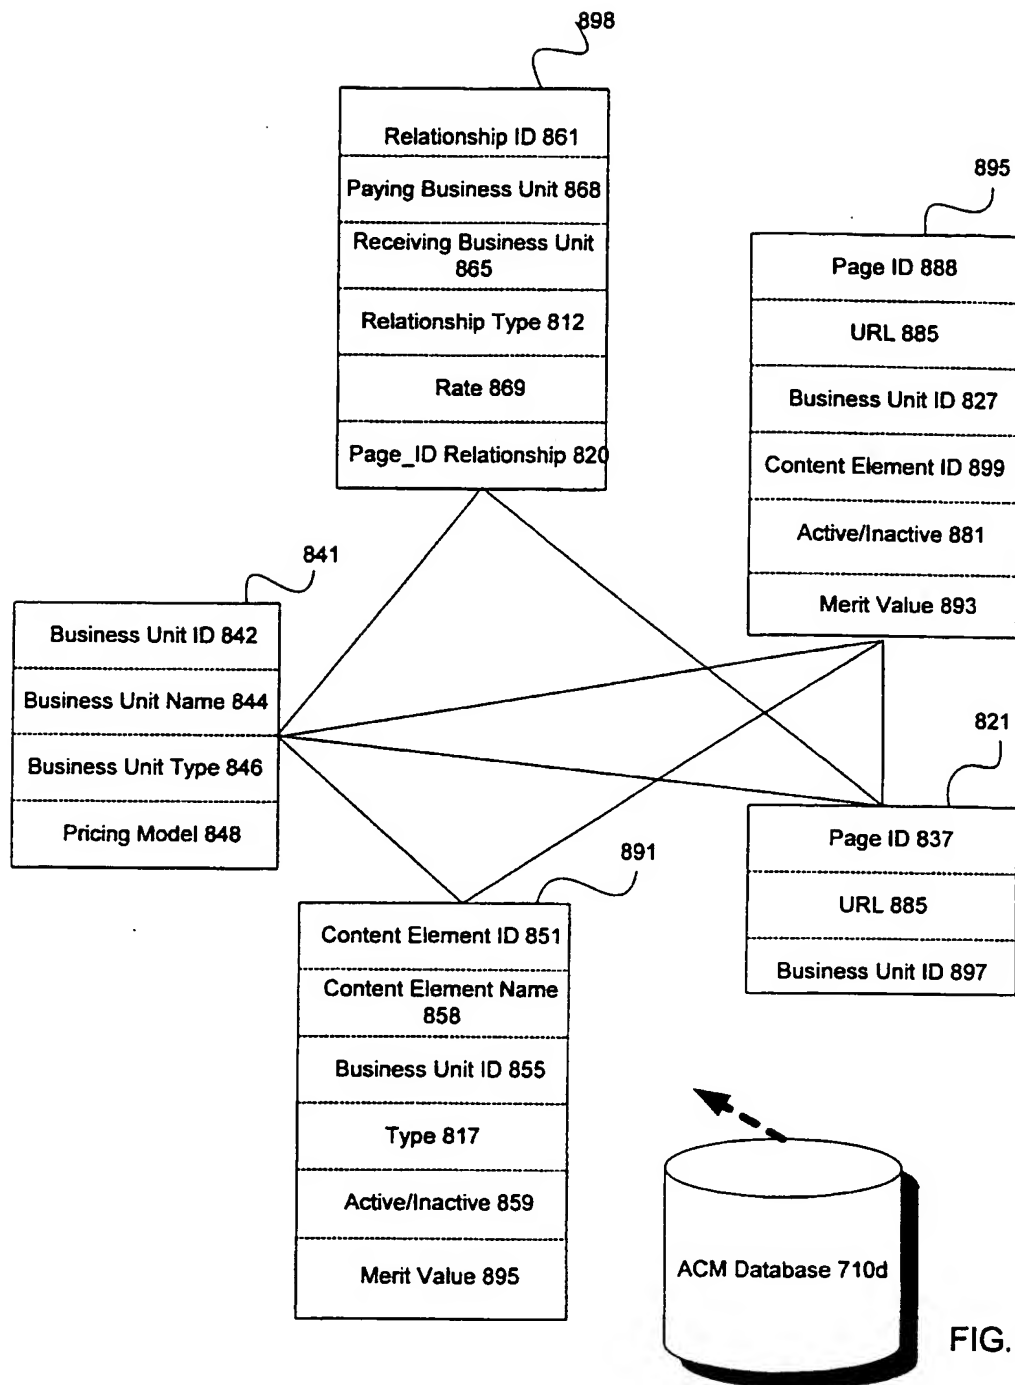 898
Relationship ID 861
Paying Business Unit 868
Receiving Business Unit
865
Relationship Type 812
Rate 869
Page_ID Relationship 820
895
Page ID 888
URL 885
Business Unit ID 827
Content Element ID 899
Active/Inactive 881
Merit Value 893
841
Business Unit ID 842
Business Unit Name 844
Business Unit Type 846
Pricing Model 848
821
Page ID 837
URL 885
Business Unit ID 897
891
Content Element ID 851
Content Element Name
858
Business Unit ID 855
Type 817
Active/Inactive 859
Merit Value 895
ACM Database 710d
FIG.